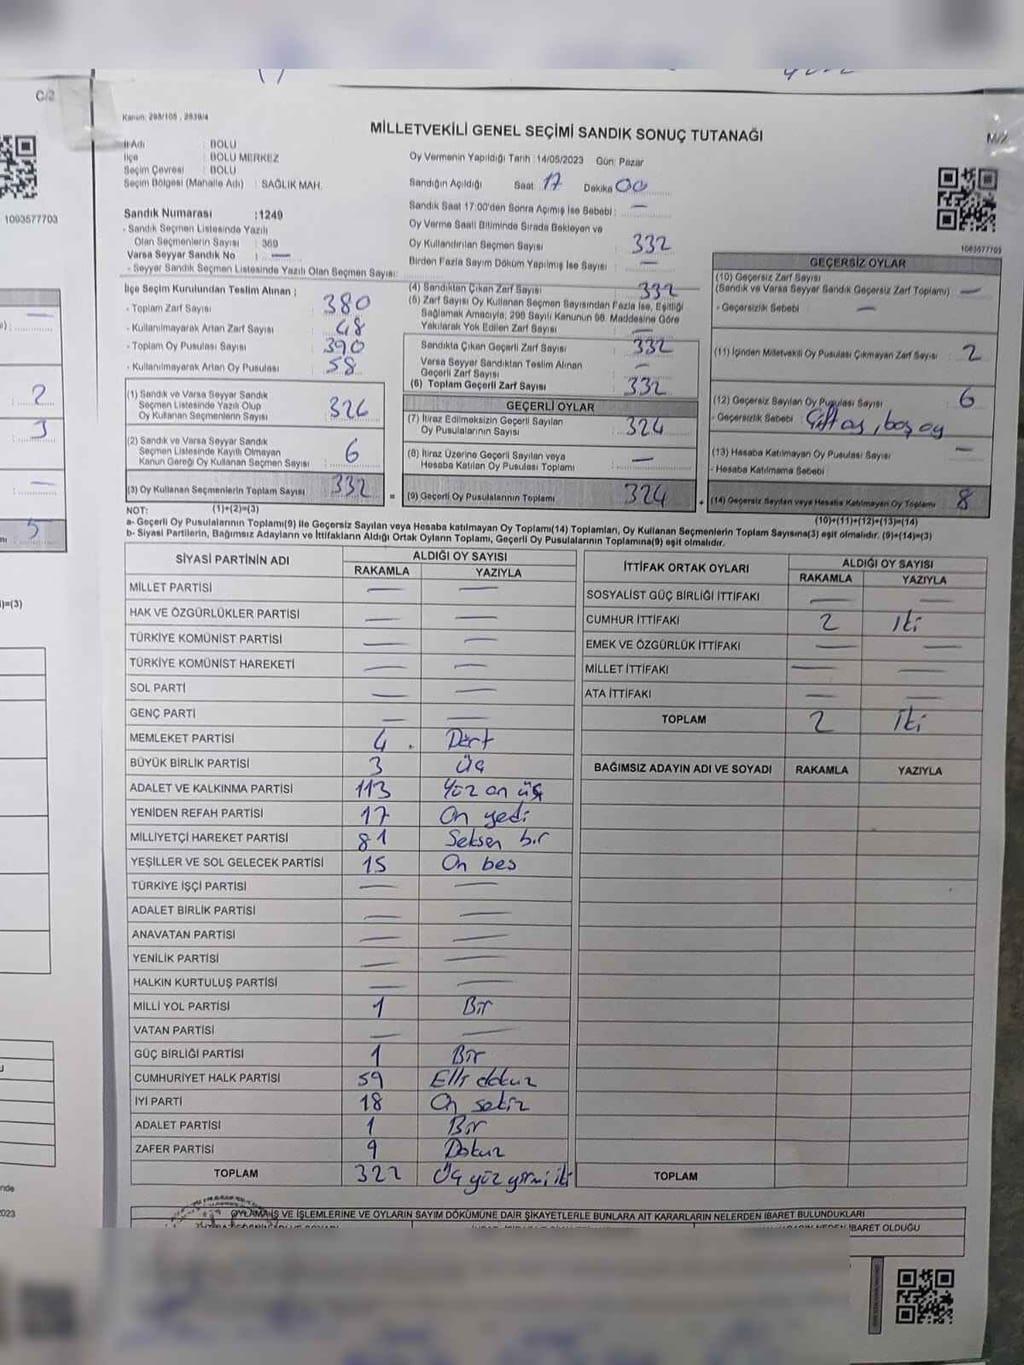 C/2
1093577703
2
3
5
)=(3)
Kanun: 298/105 , 2839/4
MİLLETVEKİLİ GENEL SEÇİMİ SANDIK SONUÇ TUTANAĞI
M/2
İl Adı : BOLU
İlçe : BOLU MERKEZ
Seçim Çevresi : BOLU
Seçim Bölgesi (Mahalle Adı) : SAĞLIK MAH.
Sandık Numarası :1249
- Sandık Seçmen Listesinde Yazılı
Olan Seçmenlerin Sayısı : 369
Varsa Seyyar Sandık No : —
- Seyyar Sandık Seçmen Listesinde Yazılı Olan Seçmen Sayısı:
Oy Vermenin Yapıldığı Tarih :14/05/2023 Gün: Pazar
Sandığın Açıldığı Saat 17 Dakika 00
Sandık Saat 17:00'den Sonra Açılmış İse Sebebi : —
Oy Verme Saati Bitiminde Sırada Bekleyen ve
Oy Kullandırılan Seçmen Sayısı 332
Birden Fazla Sayım Döküm Yapılmış İse Sayısı —
İlçe Seçim Kurulundan Teslim Alınan ;
- Toplam Zarf Sayısı : 380
- Kullanılmayarak Artan Zarf Sayısı : 48
- Toplam Oy Pusulası Sayısı : 390
- Kullanılmayarak Artan Oy Pusulası : 58
(1) Sandık ve Varsa Seyyar Sandık
Seçmen Listesinde Yazılı Olup
Oy Kullanan Seçmenlerin Sayısı : 326
(2) Sandık ve Varsa Seyyar Sandık
Seçmen Listesinde Kayıtlı Olmayan
Kanun Gereği Oy Kullanan Seçmen Sayısı : 6
(3) Oy Kullanan Seçmenlerin Toplam Sayısı : 332
(1)+(2)=(3)
(4) Sandıktan Çıkan Zarf Sayısı : 332
(5) Zarf Sayısı Oy Kullanan Seçmen Sayısından Fazla İse, Eşitliği
Sağlamak Amacıyla; 298 Sayılı Kanunun 98. Maddesine Göre
Yakılarak Yok Edilen Zarf Sayısı : —
Sandıkta Çıkan Geçerli Zarf Sayısı : 332
Varsa Seyyar Sandıktan Teslim Alınan
Geçerli Zarf Sayısı : —
(6) Toplam Geçerli Zarf Sayısı : 332
GEÇERLİ OYLAR
(7) İtiraz Edilmeksizin Geçerli Sayılan
Oy Pusulalarının Sayısı : 324
(8) İtiraz Üzerine Geçerli Sayılan veya
Hesaba Katılan Oy Pusulası Toplamı : —
(9) Geçerli Oy Pusulalarının Toplamı : 324
1093577703
GEÇERSİZ OYLAR
(10) Geçersiz Zarf Sayısı
(Sandık ve Varsa Seyyar Sandık Geçersiz Zarf Toplamı) : —
- Geçersizlik Sebebi : —
(11) İçinden Milletvekili Oy Pusulası Çıkmayan Zarf Sayısı : 2
(12) Geçersiz Sayılan Oy Pusulası Sayısı : 6
- Geçersizlik Sebebi : Çift oy, boş oy
(13) Hesaba Katılmayan Oy Pusulası Sayısı : —
- Hesaba Katılmama Sebebi :
(14) Geçersiz Sayılan veya Hesaba Katılmayan Oy Toplamı : 8
(10)+(11)+(12)+(13)=(14)
NOT:
a- Geçerli Oy Pusulalarının Toplamı(9) ile Geçersiz Sayılan veya Hesaba katılmayan Oy Toplamı(14) Toplamları, Oy Kullanan Seçmenlerin Toplam Sayısına(3) eşit olmalıdır. (9)+(14)=(3)
b- Siyasi Partilerin, Bağımsız Adayların ve İttifakların Aldığı Ortak Oyların Toplamı, Geçerli Oy Pusulalarının Toplamına(9) eşit olmalıdır.
SİYASİ PARTİNİN ADI ALDIĞI OY SAYISI
RAKAMLA YAZIYLA
MİLLET PARTİSİ — —
HAK VE ÖZGÜRLÜKLER PARTİSİ — —
TÜRKİYE KOMÜNİST PARTİSİ — —
TÜRKİYE KOMÜNİST HAREKETİ — —
SOL PARTİ — —
GENÇ PARTİ — —
MEMLEKET PARTİSİ 4 Dört
BÜYÜK BİRLİK PARTİSİ 3 Üç
ADALET VE KALKINMA PARTİSİ 113 Yüz on üç
YENİDEN REFAH PARTİSİ 17 On yedi
MİLLİYETÇİ HAREKET PARTİSİ 81 Seksen bir
YEŞİLLER VE SOL GELECEK PARTİSİ 15 On beş
TÜRKİYE İŞÇİ PARTİSİ — —
ADALET BİRLİK PARTİSİ — —
ANAVATAN PARTİSİ — —
YENİLİK PARTİSİ — —
HALKIN KURTULUŞ PARTİSİ — —
MİLLİ YOL PARTİSİ 1 Bir
VATAN PARTİSİ — —
GÜÇ BİRLİĞİ PARTİSİ 1 Bir
CUMHURİYET HALK PARTİSİ 59 Elli dokuz
İYİ PARTİ 18 On sekiz
ADALET PARTİSİ 1 Bir
ZAFER PARTİSİ 9 Dokuz
TOPLAM 322 Üç yüz yirmi iki
İTTİFAK ORTAK OYLARI ALDIĞI OY SAYISI
RAKAMLA YAZIYLA
SOSYALİST GÜÇ BİRLİĞİ İTTİFAKI — —
CUMHUR İTTİFAKI 2 İki
EMEK VE ÖZGÜRLÜK İTTİFAKI — —
MİLLET İTTİFAKI — —
ATA İTTİFAKI — —
TOPLAM 2 İki
BAĞIMSIZ ADAYIN ADI VE SOYADI RAKAMLA YAZIYLA
TOPLAM
OYLAMA İŞ VE İŞLEMLERİNE VE OYLARIN SAYIM DÖKÜMÜNE DAİR ŞİKAYETLERLE BUNLARA AİT KARARLARIN NELERDEN İBARET BULUNDUKLARI
İBARET OLDUĞU